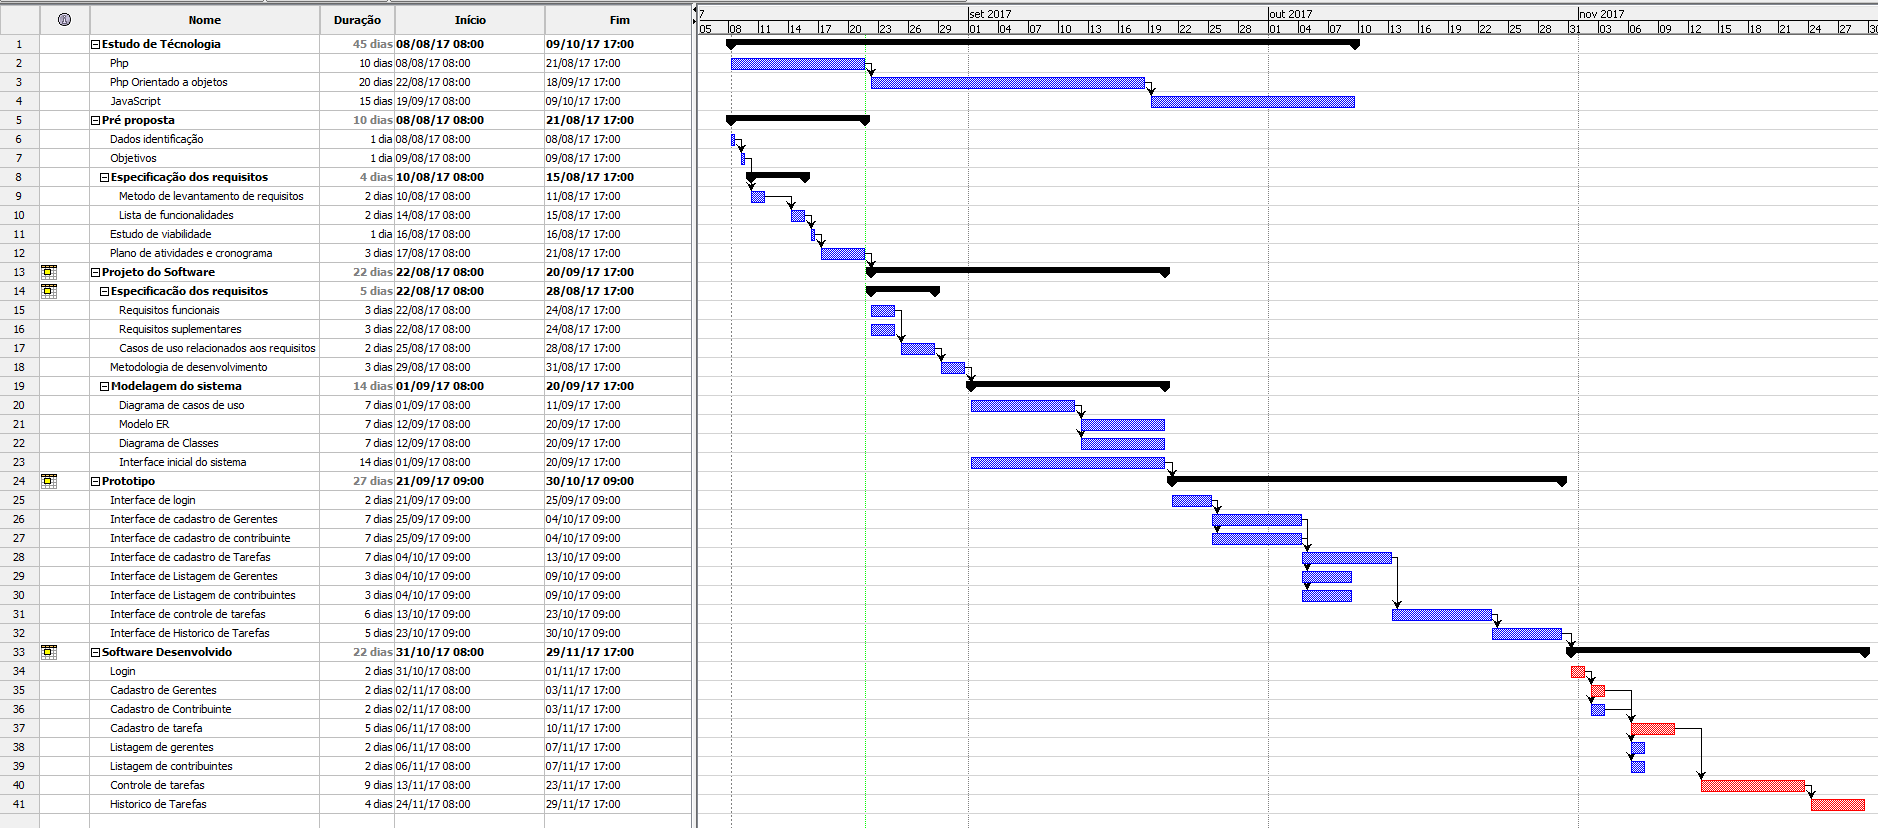 Nome Duração Início Fim
7 set 2017 out 2017 nov 2017
05 08 11 14 17 20 23 26 29 01 04 07 10 13 16 19 22 25 28 01 04 07 10 13 16 19 22 25 28 31 03 06 09 12 15 18 21 24 27 30
1 Estudo de Técnologia 45 dias 08/08/17 08:00 09/10/17 17:00
2 Php 10 dias 08/08/17 08:00 21/08/17 17:00
3 Php Orientado a objetos 20 dias 22/08/17 08:00 18/09/17 17:00
4 JavaScript 15 dias 19/09/17 08:00 09/10/17 17:00
5 Pré proposta 10 dias 08/08/17 08:00 21/08/17 17:00
6 Dados identificação 1 dia 08/08/17 08:00 08/08/17 17:00
7 Objetivos 1 dia 09/08/17 08:00 09/08/17 17:00
8 Especificação dos requisitos 4 dias 10/08/17 08:00 15/08/17 17:00
9 Metodo de levantamento de requisitos 2 dias 10/08/17 08:00 11/08/17 17:00
10 Lista de funcionalidades 2 dias 14/08/17 08:00 15/08/17 17:00
11 Estudo de viabilidade 1 dia 16/08/17 08:00 16/08/17 17:00
12 Plano de atividades e cronograma 3 dias 17/08/17 08:00 21/08/17 17:00
13 Projeto do Software 22 dias 22/08/17 08:00 20/09/17 17:00
14 Especificacão dos requisitos 5 dias 22/08/17 08:00 28/08/17 17:00
15 Requisitos funcionais 3 dias 22/08/17 08:00 24/08/17 17:00
16 Requisitos suplementares 3 dias 22/08/17 08:00 24/08/17 17:00
17 Casos de uso relacionados aos requisitos 2 dias 25/08/17 08:00 28/08/17 17:00
18 Metodologia de desenvolvimento 3 dias 29/08/17 08:00 31/08/17 17:00
19 Modelagem do sistema 14 dias 01/09/17 08:00 20/09/17 17:00
20 Diagrama de casos de uso 7 dias 01/09/17 08:00 11/09/17 17:00
21 Modelo ER 7 dias 12/09/17 08:00 20/09/17 17:00
22 Diagrama de Classes 7 dias 12/09/17 08:00 20/09/17 17:00
23 Interface inicial do sistema 14 dias 01/09/17 08:00 20/09/17 17:00
24 Prototipo 27 dias 21/09/17 09:00 30/10/17 09:00
25 Interface de login 2 dias 21/09/17 09:00 25/09/17 09:00
26 Interface de cadastro de Gerentes 7 dias 25/09/17 09:00 04/10/17 09:00
27 Interface de cadastro de contribuinte 7 dias 25/09/17 09:00 04/10/17 09:00
28 Interface de cadastro de Tarefas 7 dias 04/10/17 09:00 13/10/17 09:00
29 Interface de Listagem de Gerentes 3 dias 04/10/17 09:00 09/10/17 09:00
30 Interface de Listagem de contribuintes 3 dias 04/10/17 09:00 09/10/17 09:00
31 Interface de controle de tarefas 6 dias 13/10/17 09:00 23/10/17 09:00
32 Interface de Historico de Tarefas 5 dias 23/10/17 09:00 30/10/17 09:00
33 Software Desenvolvido 22 dias 31/10/17 08:00 29/11/17 17:00
34 Login 2 dias 31/10/17 08:00 01/11/17 17:00
35 Cadastro de Gerentes 2 dias 02/11/17 08:00 03/11/17 17:00
36 Cadastro de Contribuinte 2 dias 02/11/17 08:00 03/11/17 17:00
37 Cadastro de tarefa 5 dias 06/11/17 08:00 10/11/17 17:00
38 Listagem de gerentes 2 dias 06/11/17 08:00 07/11/17 17:00
39 Listagem de contribuintes 2 dias 06/11/17 08:00 07/11/17 17:00
40 Controle de tarefas 9 dias 13/11/17 08:00 23/11/17 17:00
41 Historico de Tarefas 4 dias 24/11/17 08:00 29/11/17 17:00